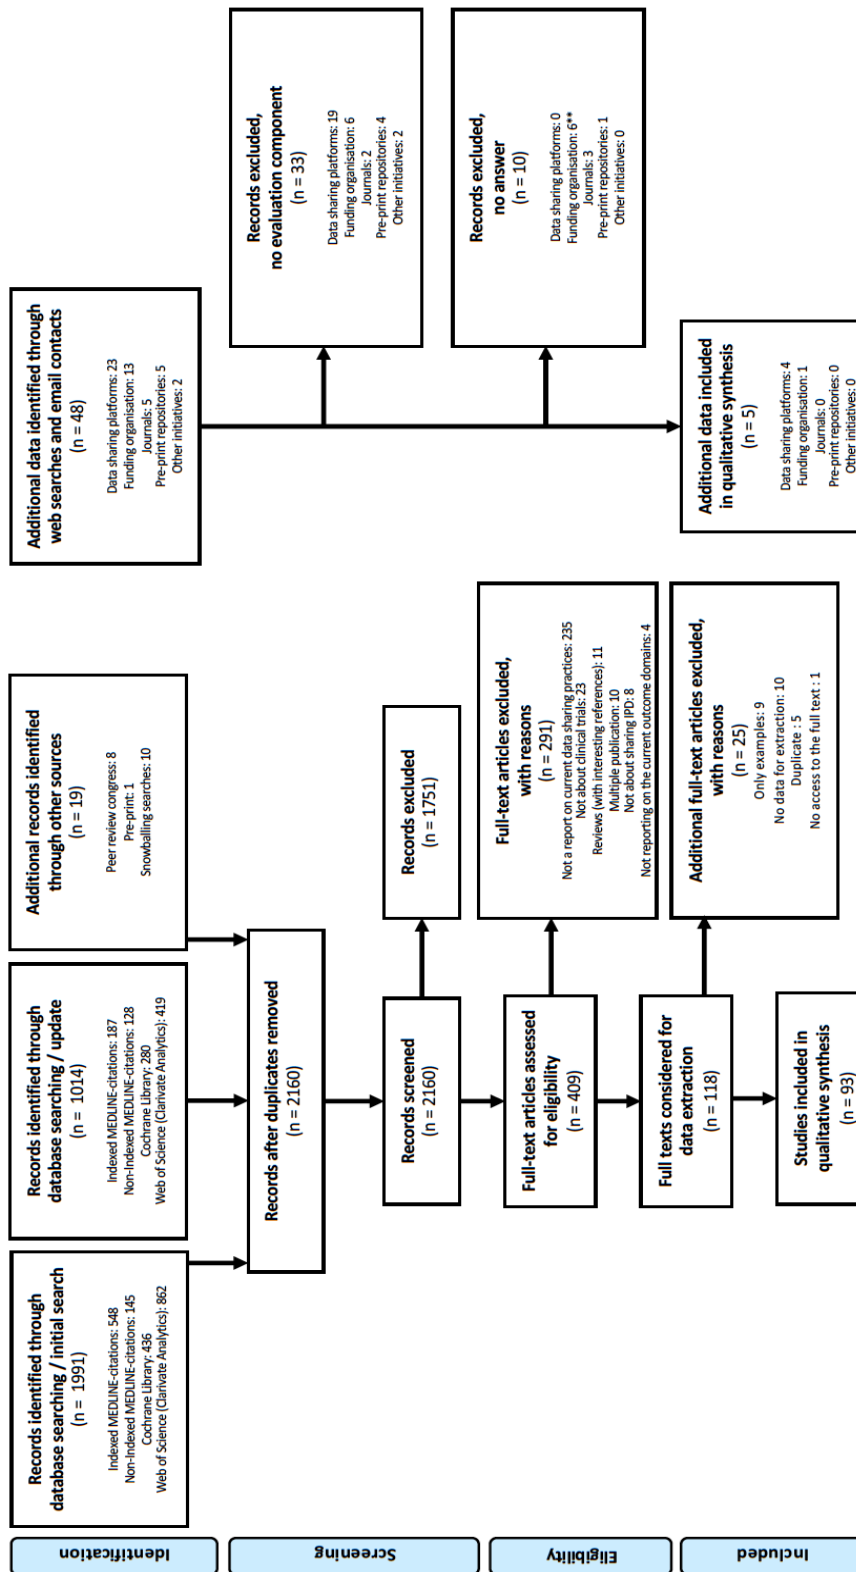 Identification
Screening
Eligibility
Included
Records identified through
database searching / initial search
(n = 1991)
Indexed MEDLINE-citations: 548
Non-Indexed MEDLINE-citations: 145
Cochrane Library: 436
Web of Science (Clarivate Analytics): 862
Records identified through
database searching / update
(n = 1014)
Indexed MEDLINE-citations: 187
Non-Indexed MEDLINE-citations: 128
Cochrane Library: 280
Web of Science (Clarivate Analytics): 419
Additional records identified
through other sources
(n = 19)
Peer review congress: 8
Pre-print: 1
Snowballing searches: 10
Additional data identified through
web searches and email contacts
(n = 48)
Data sharing platforms: 23
Funding organisation: 13
Journals: 5
Pre-print repositories: 5
Other initiatives: 2
Records after duplicates removed
(n = 2160)
Records screened
(n = 2160)
Records excluded
(n = 1751)
Records excluded,
no evaluation component
(n = 33)
Data sharing platforms: 19
Funding organisation: 6
Journals: 2
Pre-print repositories: 4
Other initiatives: 2
Full-text articles assessed
for eligibility
(n = 409)
Full-text articles excluded,
with reasons
(n = 291)
Not a report on current data sharing practices: 235
Not about clinical trials: 23
Reviews (with interesting references): 11
Multiple publication: 10
Not about sharing IPD: 8
Not reporting on the current outcome domains: 4
Records excluded,
no answer
(n = 10)
Data sharing platforms: 0
Funding organisation: 6**
Journals: 3
Pre-print repositories: 1
Other initiatives: 0
Full texts considered for
data extraction
(n = 118)
Additional full-text articles excluded,
with reasons
(n = 25)
Only examples: 9
No data for extraction: 10
Duplicate : 5
No access to the full text : 1
Studies included in
qualitative synthesis
(n = 93)
Additional data included
in qualitative synthesis
(n = 5)
Data sharing platforms: 4
Funding organisation: 1
Journals: 0
Pre-print repositories: 0
Other initiatives: 0